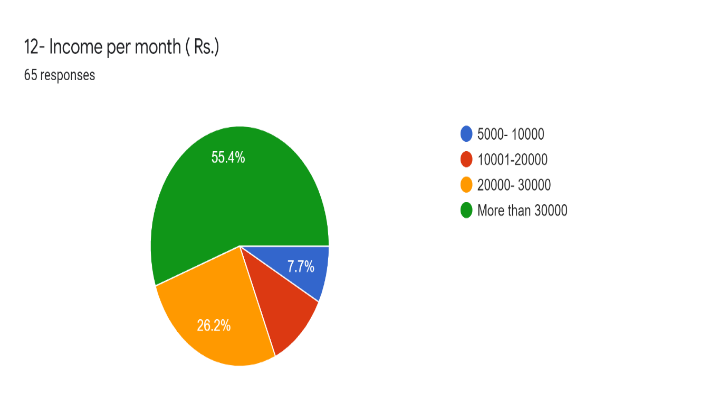 12- Income per month ( Rs.)
65 responses
5000- 10000
10001-20000
20000- 30000
More than 30000
55.4%
7.7%
26.2%